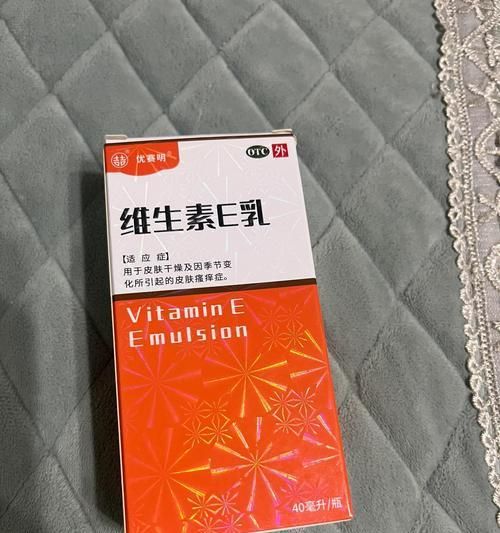 囍 优赛明® OTC 外
维生素E乳
【适 应 症】
用于皮肤干燥及因季节变
化所引起的皮肤瘙痒症。
Vitamin E
Emulsion
40毫升/瓶